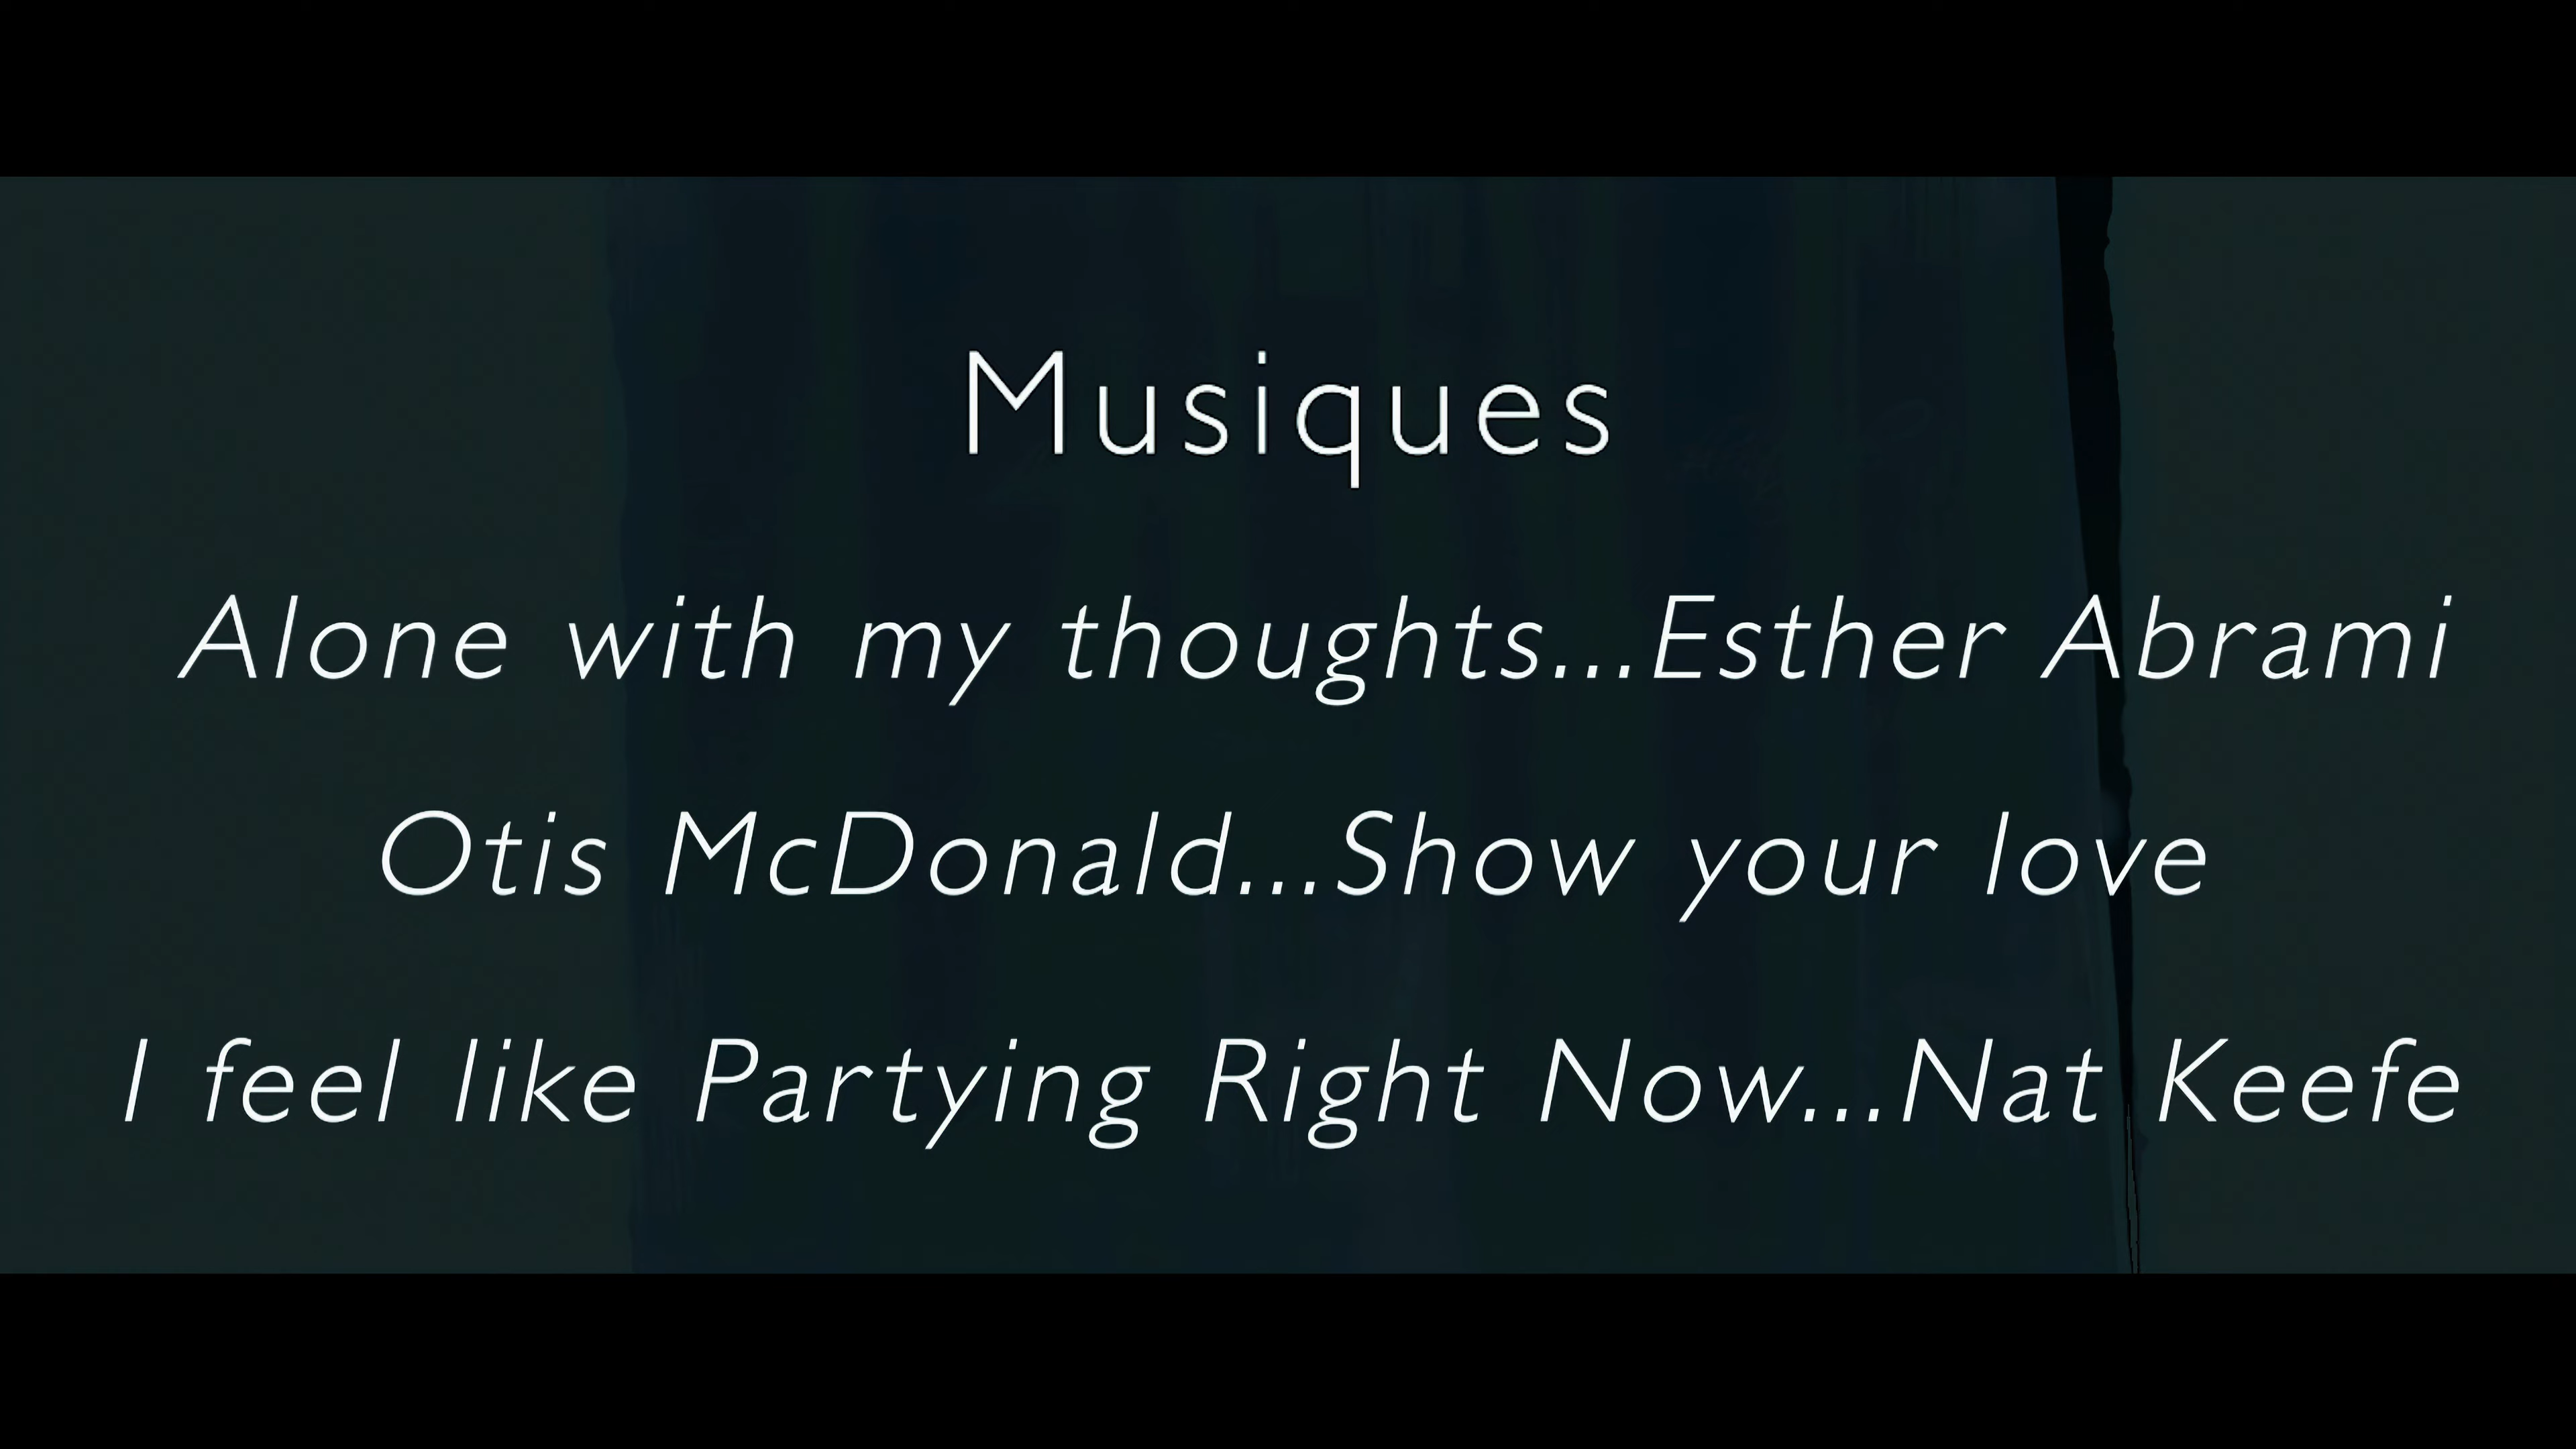 Musiques
Alone with my thoughts...Esther Abrami
Otis McDonald...Show your love
I feel like Partying Right Now...Nat Keefe